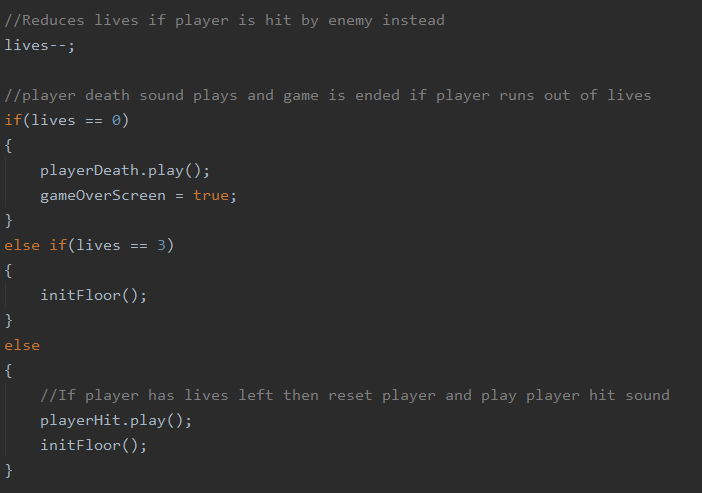 //Reduces lives if player is hit by enemy instead
lives--;
//player death sound plays and game is ended if player runs out of lives
if(lives == 0)
{
playerDeath.play();
gameOverScreen = true;
}
else if(lives == 3)
{
initFloor();
}
else
{
//If player has lives left then reset player and play player hit sound
playerHit.play();
initFloor();
}